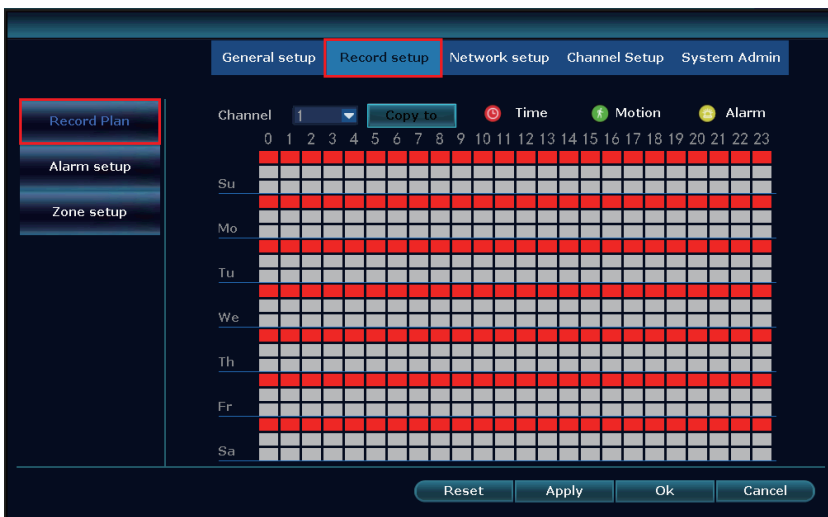 General setup Record setup Network setup Channel Setup System Admin
Record Plan
Alarm setup
Zone setup
Channel 1 Copy to Time Motion Alarm
0 1 2 3 4 5 6 7 8 9 10 11 12 13 14 15 16 17 18 19 20 21 22 23
Su
Mo
Tu
We
Th
Fr
Sa
Reset Apply Ok Cancel